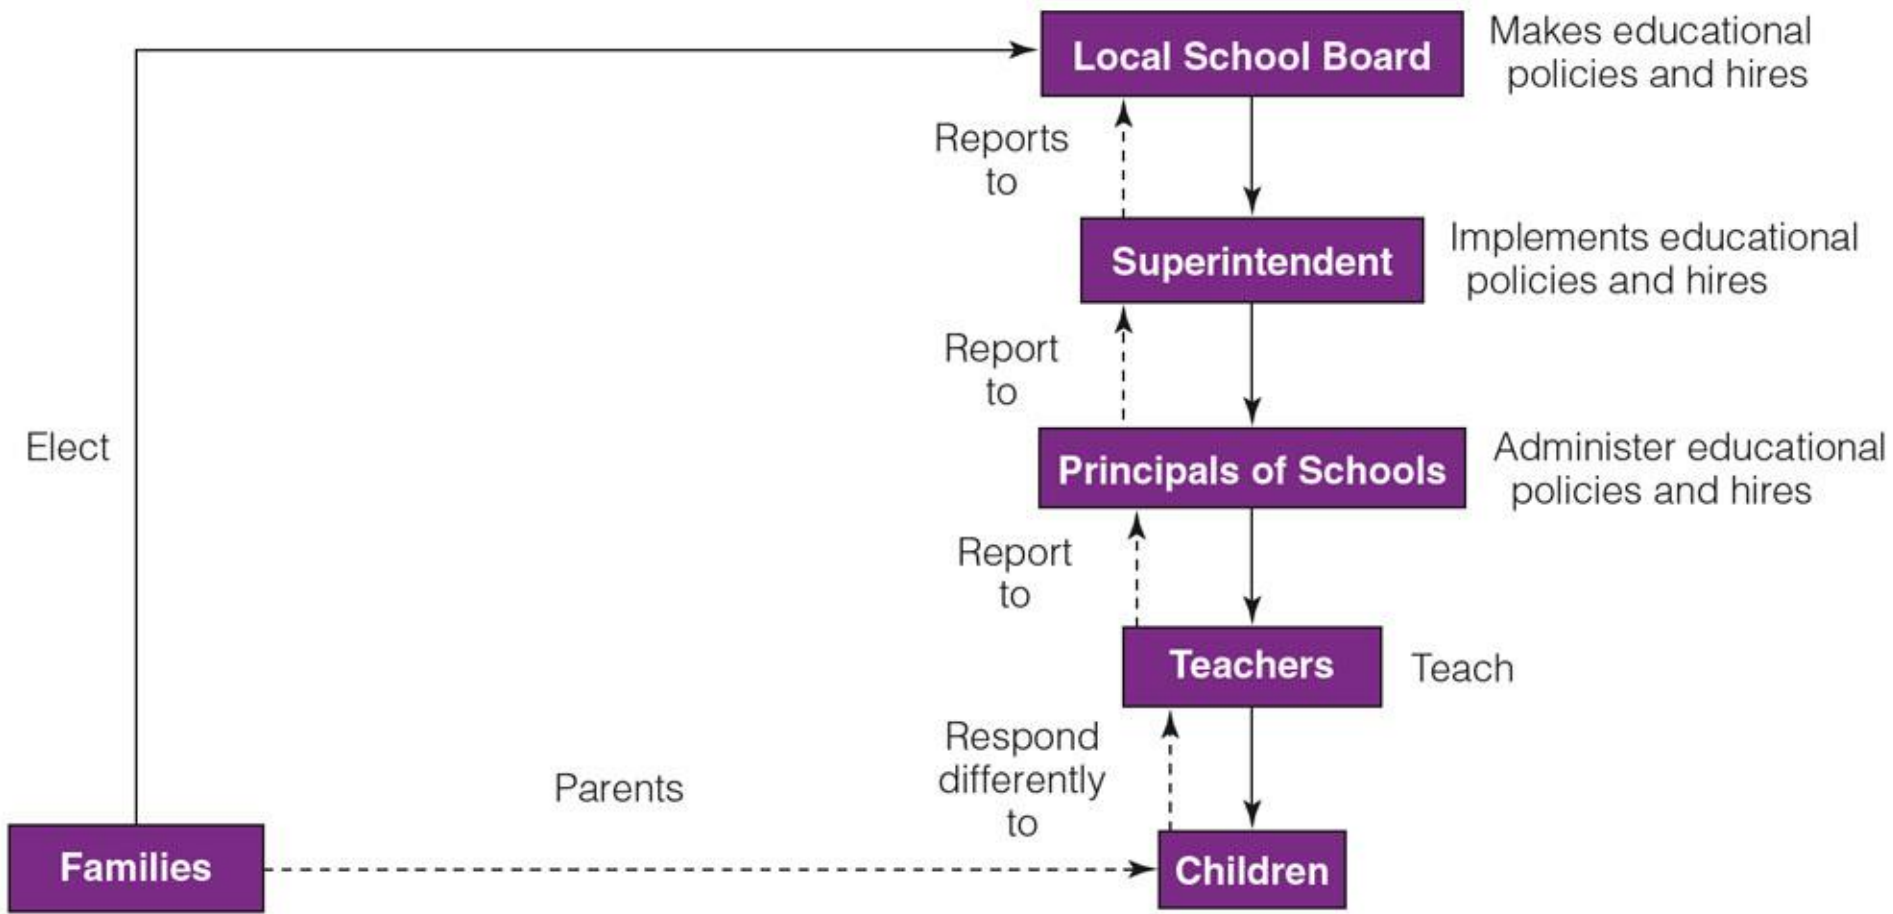 Local School Board
Makes educational
policies and hires
Reports
to
Superintendent
Implements educational
policies and hires
Report
to
Elect
Principals of Schools
Administer educational
policies and hires
Report
to
Teachers
Teach
Respond
differently
to
Parents
Families
Children